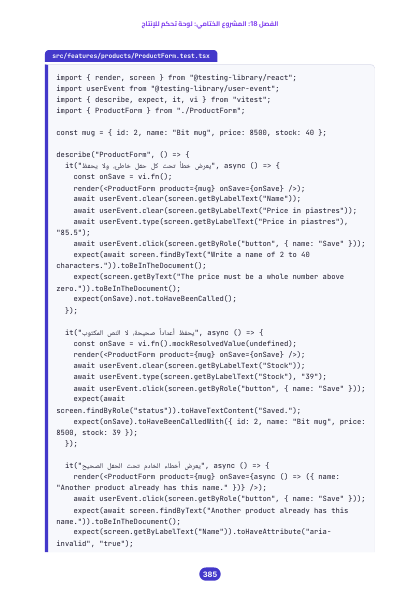 الفصل 18: المشروع الختامي: لوحة تحكم للإنتاج
src/features/products/ProductForm.test.tsx
import { render, screen } from "@testing-library/react";
import userEvent from "@testing-library/user-event";
import { describe, expect, it, vi } from "vitest";
import { ProductForm } from "./ProductForm";
const mug = { id: 2, name: "Bit mug", price: 8500, stock: 40 };
describe("ProductForm", () => {
it("يعرض خطأ تحت كل حقل خاطئ، ولا يحفظ", async () => {
const onSave = vi.fn();
render(<ProductForm product={mug} onSave={onSave} />);
await userEvent.clear(screen.getByLabelText("Name"));
await userEvent.clear(screen.getByLabelText("Price in piastres"));
await userEvent.type(screen.getByLabelText("Price in piastres"),
"85.5");
await userEvent.click(screen.getByRole("button", { name: "Save" }));
expect(await screen.findByText("Write a name of 2 to 40
characters.")).toBeInTheDocument();
expect(screen.getByText("The price must be a whole number above
zero.")).toBeInTheDocument();
expect(onSave).not.toHaveBeenCalled();
});
it("يحفظ أعداداً صحيحة، لا النص المكتوب", async () => {
const onSave = vi.fn().mockResolvedValue(undefined);
render(<ProductForm product={mug} onSave={onSave} />);
await userEvent.clear(screen.getByLabelText("Stock"));
await userEvent.type(screen.getByLabelText("Stock"), "39");
await userEvent.click(screen.getByRole("button", { name: "Save" }));
expect(await
screen.findByRole("status")).toHaveTextContent("Saved.");
expect(onSave).toHaveBeenCalledWith({ id: 2, name: "Bit mug", price:
8500, stock: 39 });
});
it("يعرض أخطاء الخادم تحت الحقل الصحيح", async () => {
render(<ProductForm product={mug} onSave={async () => ({ name:
"Another product already has this name." })} />);
await userEvent.click(screen.getByRole("button", { name: "Save" }));
expect(await screen.findByText("Another product already has this
name.")).toBeInTheDocument();
expect(screen.getByLabelText("Name")).toHaveAttribute("aria-
invalid", "true");
385